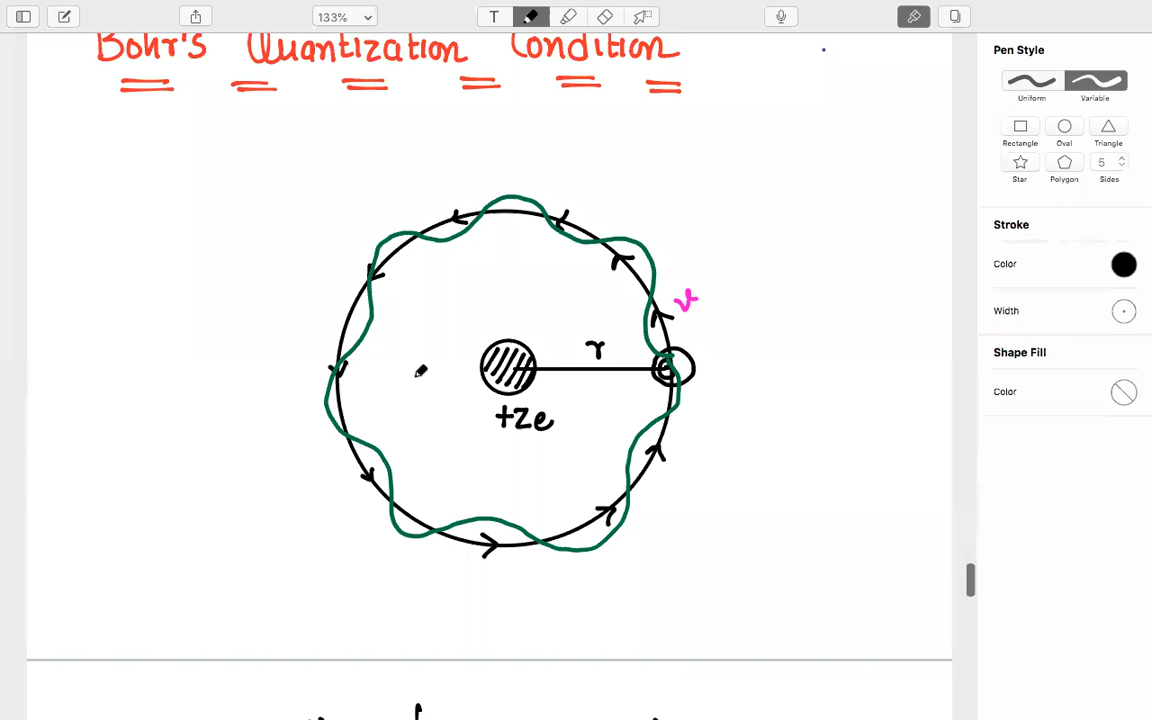 133%
T
Bohr's Quantization Condition
v
r
+Ze
Pen Style
Uniform Variable
Rectangle Oval Triangle
5
Star Polygon Sides
Stroke
Color
Width
Shape Fill
Color